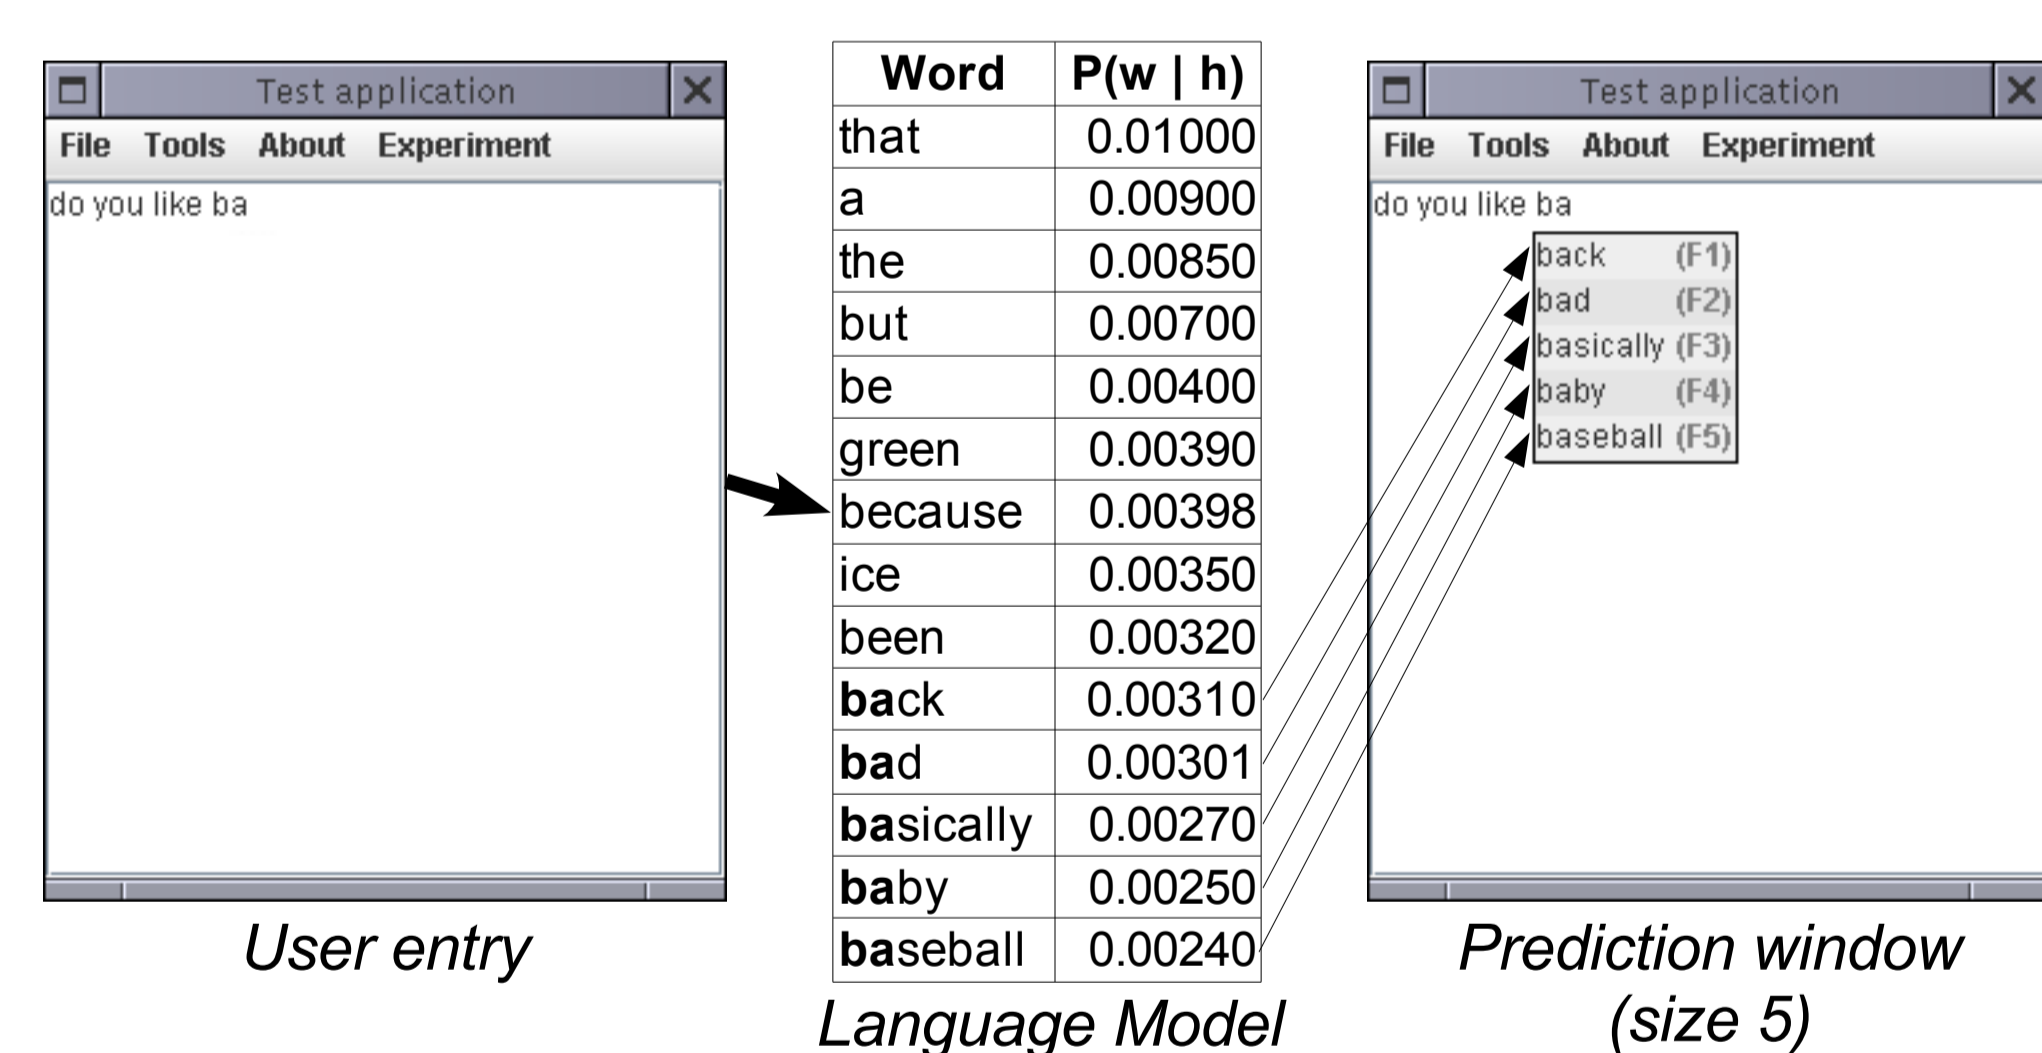 Test application
File Tools About Experiment
do you like ba
User entry
Word P(w | h)
that 0.01000
a 0.00900
the 0.00850
but 0.00700
be 0.00400
green 0.00390
because 0.00398
ice 0.00350
been 0.00320
back 0.00310
bad 0.00301
basically 0.00270
baby 0.00250
baseball 0.00240
Language Model
Test application
File Tools About Experiment
do you like ba
back (F1)
bad (F2)
basically (F3)
baby (F4)
baseball (F5)
Prediction window
(size 5)